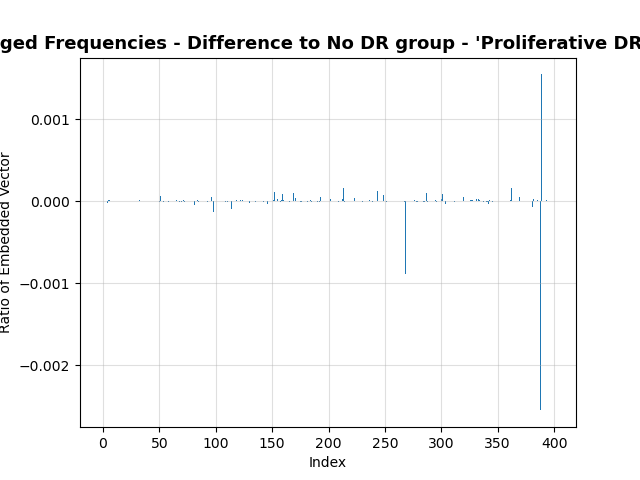 ged Frequencies - Difference to No DR group - 'Proliferative DR
0.001
0.000
−0.001
−0.002
Ratio of Embedded Vector
0 50 100 150 200 250 300 350 400
Index